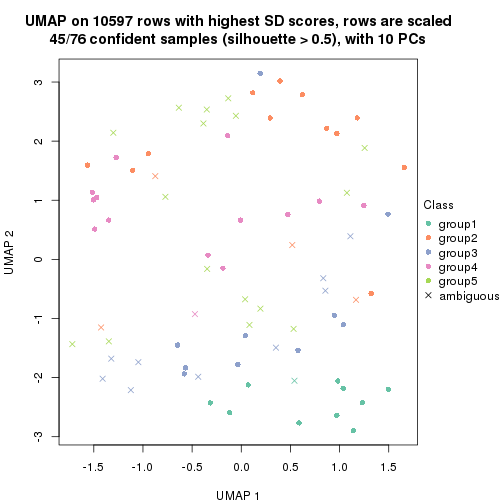 UMAP on 10597 rows with highest SD scores, rows are scaled
45/76 confident samples (silhouette > 0.5), with 10 PCs
3
2
1
0
-1
-2
-3
UMAP 2
-1.5
-1.0
-0.5
0.0
0.5
1.0
1.5
UMAP 1
Class
group1
group2
group3
group4
group5
ambiguous